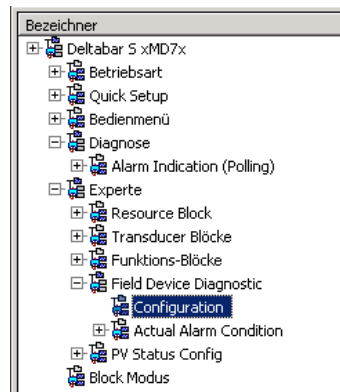 Bezeichner
Deltabar S xMD7x
Betriebsart
Quick Setup
Bedienmenü
Diagnose
Alarm Indication (Polling)
Experte
Resource Block
Transducer Blöcke
Funktions-Blöcke
Field Device Diagnostic
Configuration
Actual Alarm Condition
PV Status Config
Block Modus